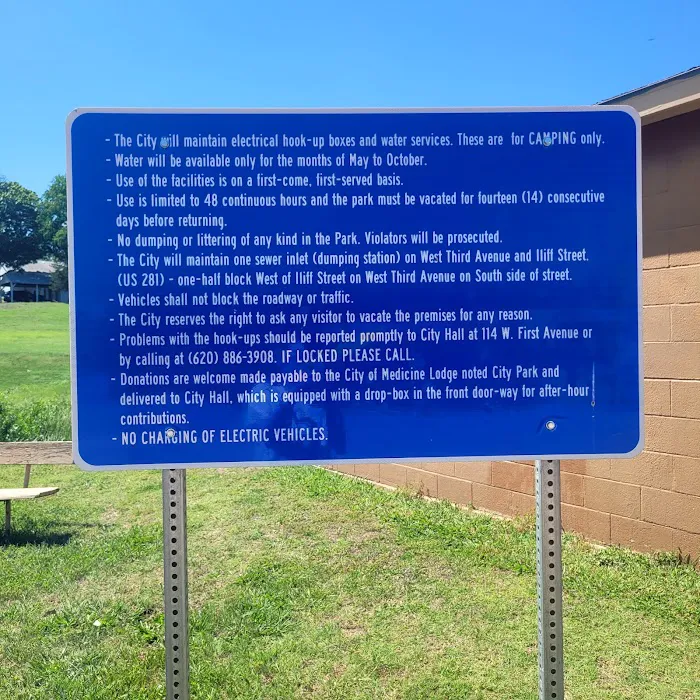 - The City will maintain electrical hook-up boxes and water services. These are for CAMPING only.
- Water will be available only for the months of May to October.
- Use of the facilities is on a first-come, first-served basis.
- Use is limited to 48 continuous hours and the park must be vacated for fourteen (14) consecutive
days before returning.
- No dumping or littering of any kind in the Park. Violators will be prosecuted.
- The City will maintain one sewer inlet (dumping station) on West Third Avenue and Iliff Street.
(US 281) - one-half block West of Iliff Street on West Third Avenue on South side of street.
- Vehicles shall not block the roadway or traffic.
- The City reserves the right to ask any visitor to vacate the premises for any reason.
- Problems with the hook-ups should be reported promptly to City Hall at 114 W. First Avenue or
by calling at (620) 886-3908. IF LOCKED PLEASE CALL.
- Donations are welcome made payable to the City of Medicine Lodge noted City Park and
delivered to City Hall, which is equipped with a drop-box in the front door-way for after-hour
contributions.
- NO CHARGING OF ELECTRIC VEHICLES.